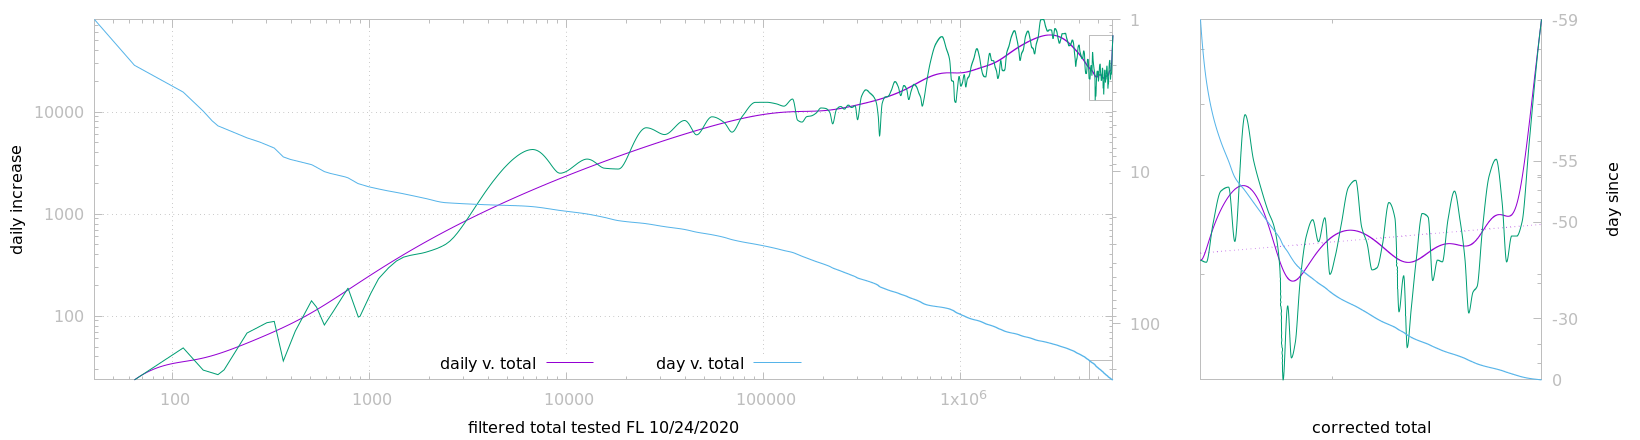 daily increase
10000
1000
100
100
1000
10000
100000
1x10^6
1
10
100
daily v. total
day v. total
filtered total tested FL 10/24/2020
-59
-55
-50
-30
0
day since
corrected total